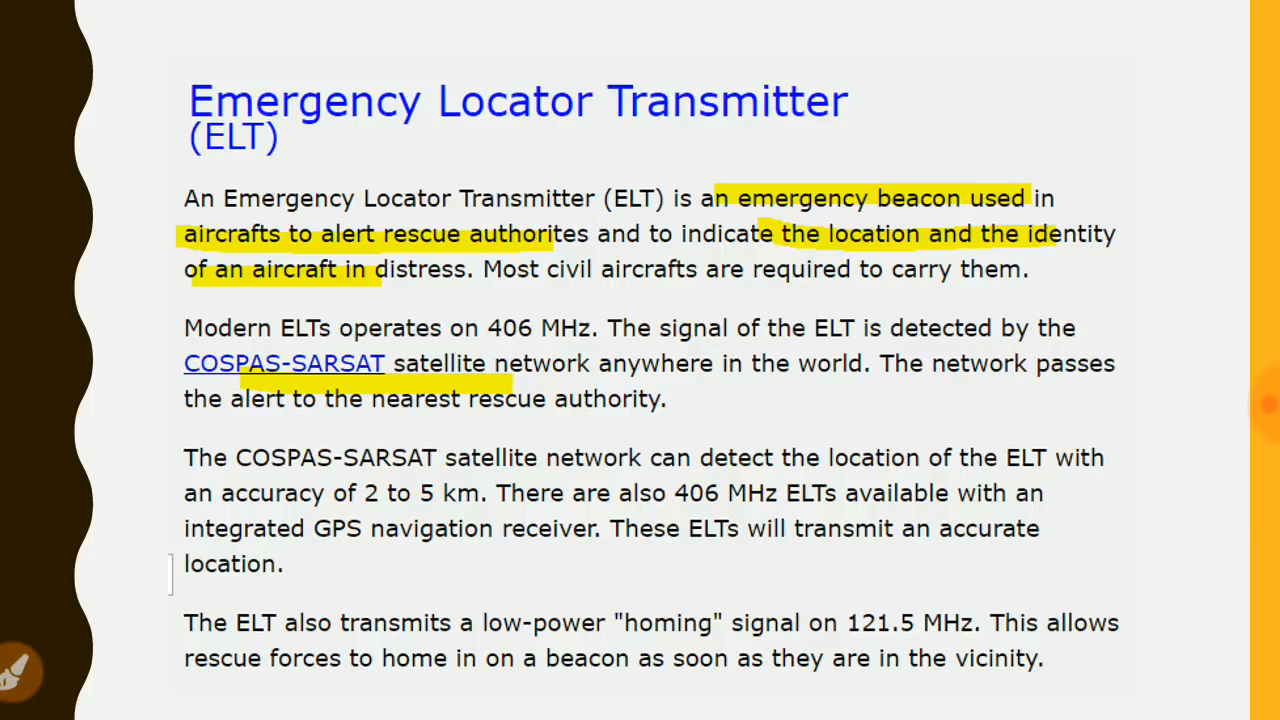 Emergency Locator Transmitter
(ELT)
An Emergency Locator Transmitter (ELT) is an emergency beacon used in
aircrafts to alert rescue authorites and to indicate the location and the identity
of an aircraft in distress. Most civil aircrafts are required to carry them.
Modern ELTs operates on 406 MHz. The signal of the ELT is detected by the
COSPAS-SARSAT satellite network anywhere in the world. The network passes
the alert to the nearest rescue authority.
The COSPAS-SARSAT satellite network can detect the location of the ELT with
an accuracy of 2 to 5 km. There are also 406 MHz ELTs available with an
integrated GPS navigation receiver. These ELTs will transmit an accurate
location.
The ELT also transmits a low-power "homing" signal on 121.5 MHz. This allows
rescue forces to home in on a beacon as soon as they are in the vicinity.